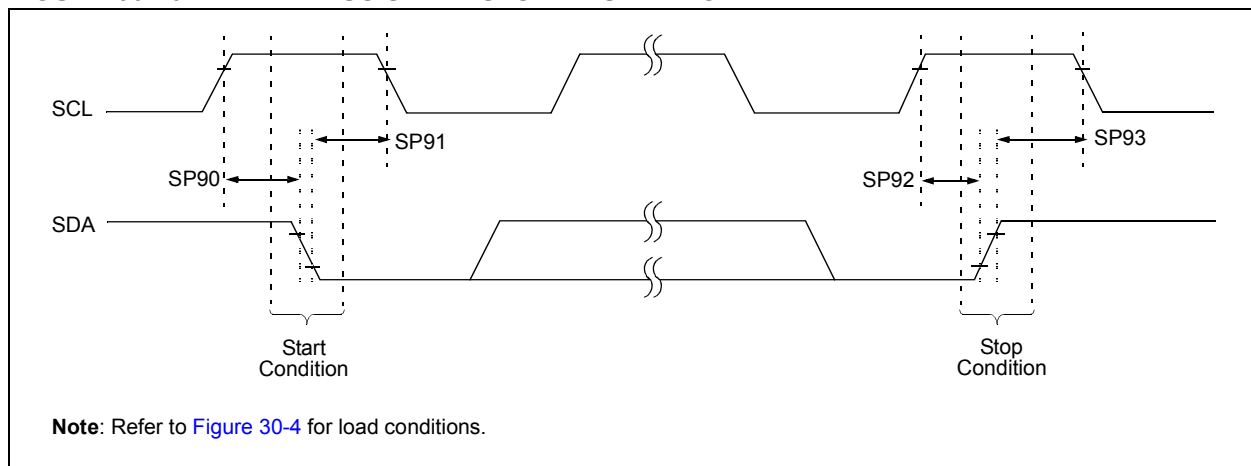 SCL
SP91
SP93
SP90
SP92
SDA
Start
Condition
Stop
Condition
Note: Refer to Figure 30-4 for load conditions.